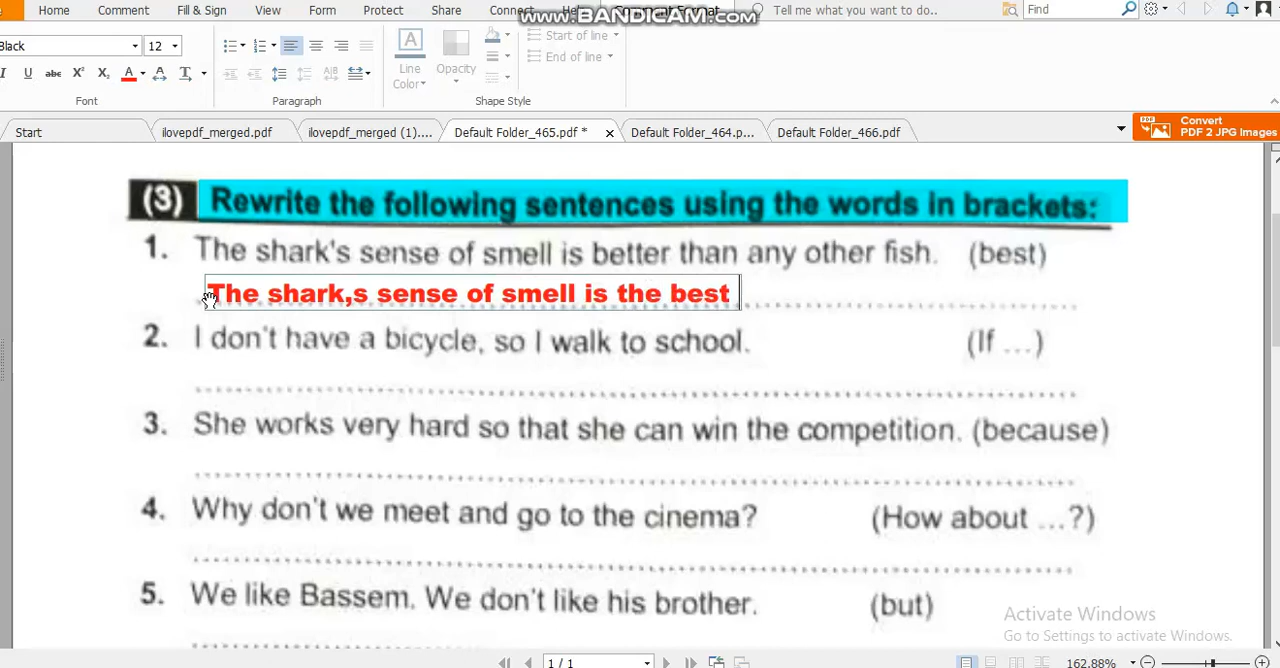 Home Comment Fill & Sign View Form Protect Share Connect Help Comment Format Tell me what you want to do.. Find
www.BANDICAM.com
Black 12
I U abc X² X₂ A A T
Line Color Opacity
Start of line
End of line
Font Paragraph Shape Style
Start ilovepdf_merged.pdf ilovepdf_merged (1).... Default Folder_465.pdf * Default Folder_464.p... Default Folder_466.pdf
PDF Convert
PDF 2 JPG Images
(3) Rewrite the following sentences using the words in brackets:
1. The shark's sense of smell is better than any other fish. (best)
The shark,s sense of smell is the best
2. I don't have a bicycle, so I walk to school. (If ...)
3. She works very hard so that she can win the competition. (because)
4. Why don't we meet and go to the cinema? (How about ...?)
5. We like Bassem. We don't like his brother. (but)
Activate Windows
Go to Settings to activate Windows.
1 / 1 162.88%